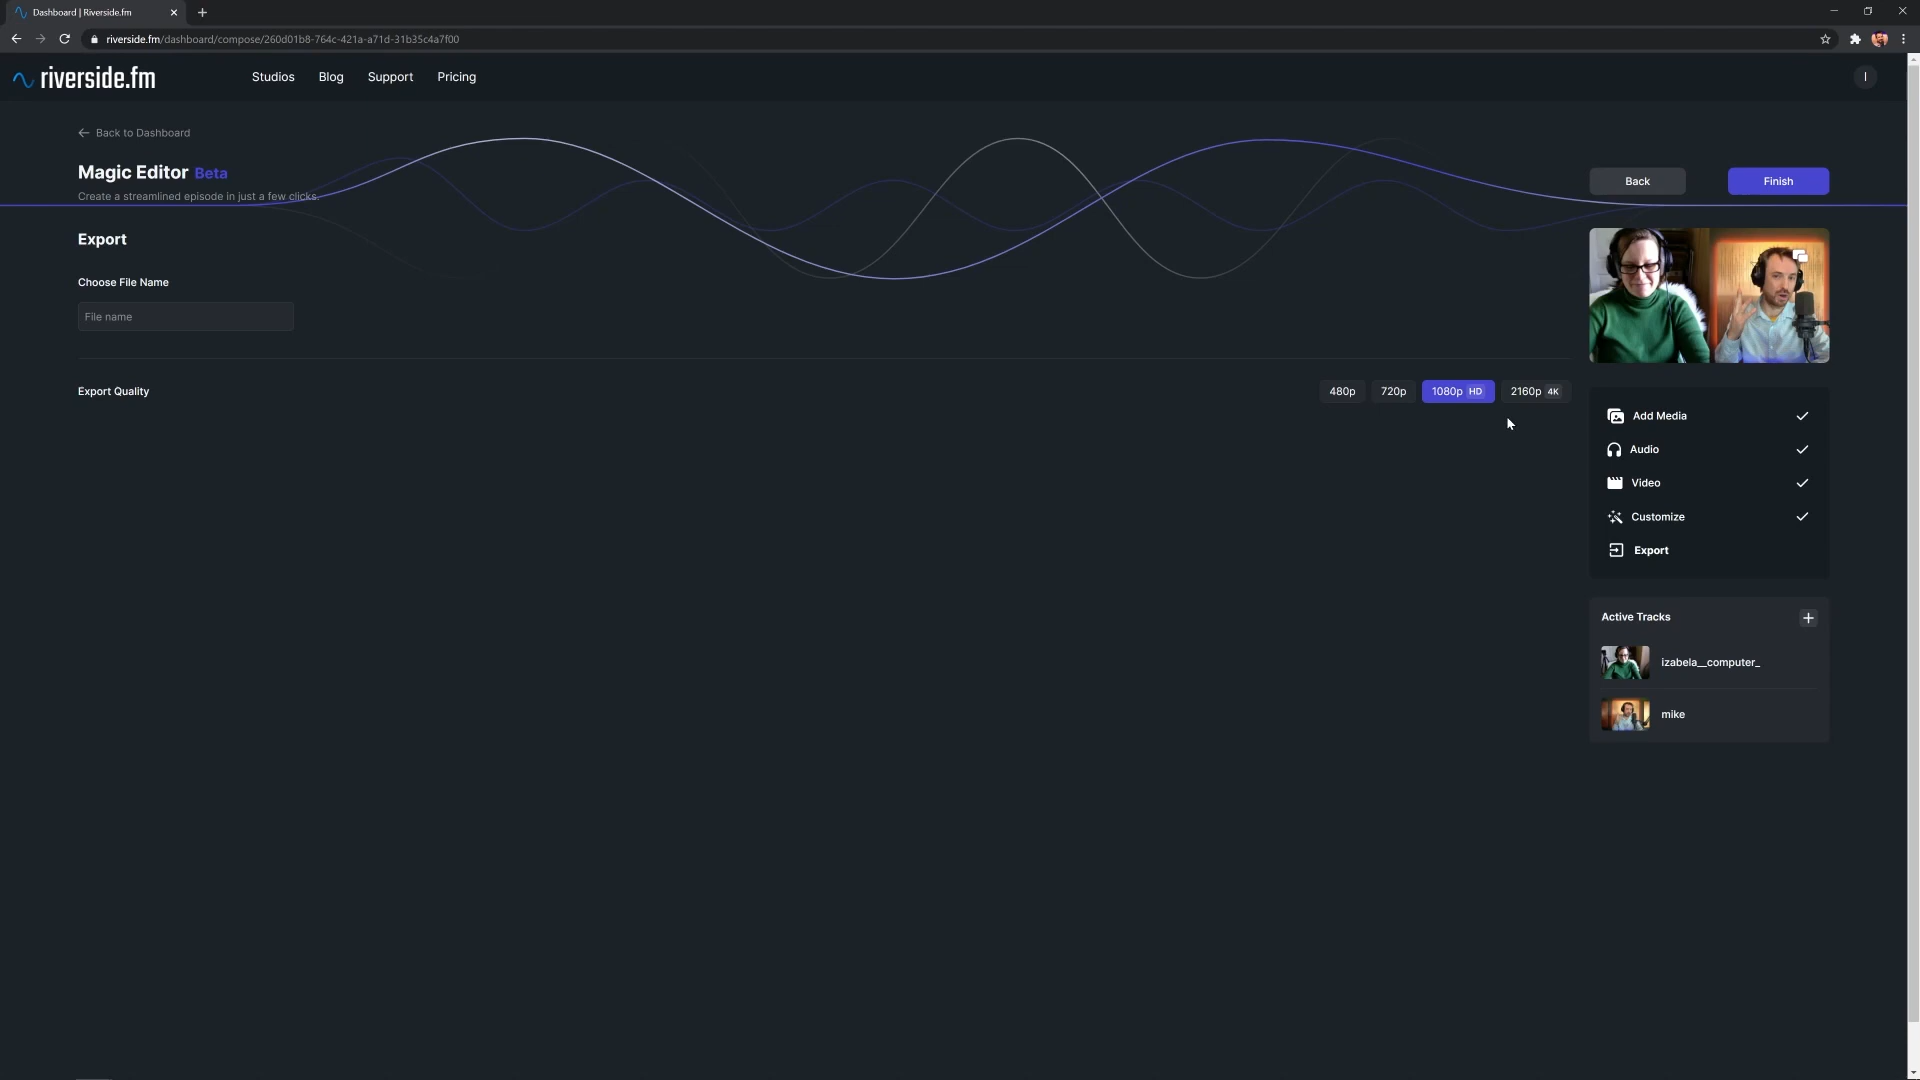 Dashboard | Riverside.fm
riverside.fm/dashboard/compose/260d01b8-764c-421a-a71d-31b35c4a7f00
riverside.fm
Studios
Blog
Support
Pricing
I
Back to Dashboard
Magic Editor Beta
Create a streamlined episode in just a few clicks.
Back
Finish
Export
Choose File Name
File name
Export Quality
480p
720p
1080p HD
2160p 4K
Add Media
Audio
Video
Customize
Export
Active Tracks
izabela__computer_
mike